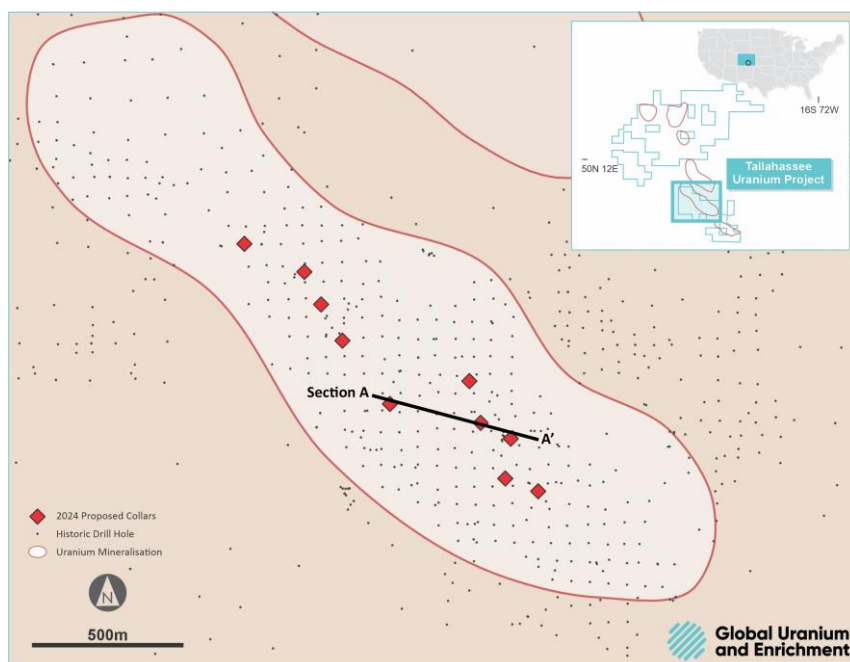 16S 72W
50N 12E
Tallahassee
Uranium Project
Section A
A'
2024 Proposed Collars
Historic Drill Hole
Uranium Mineralisation
N
500m
Global Uranium
and Enrichment